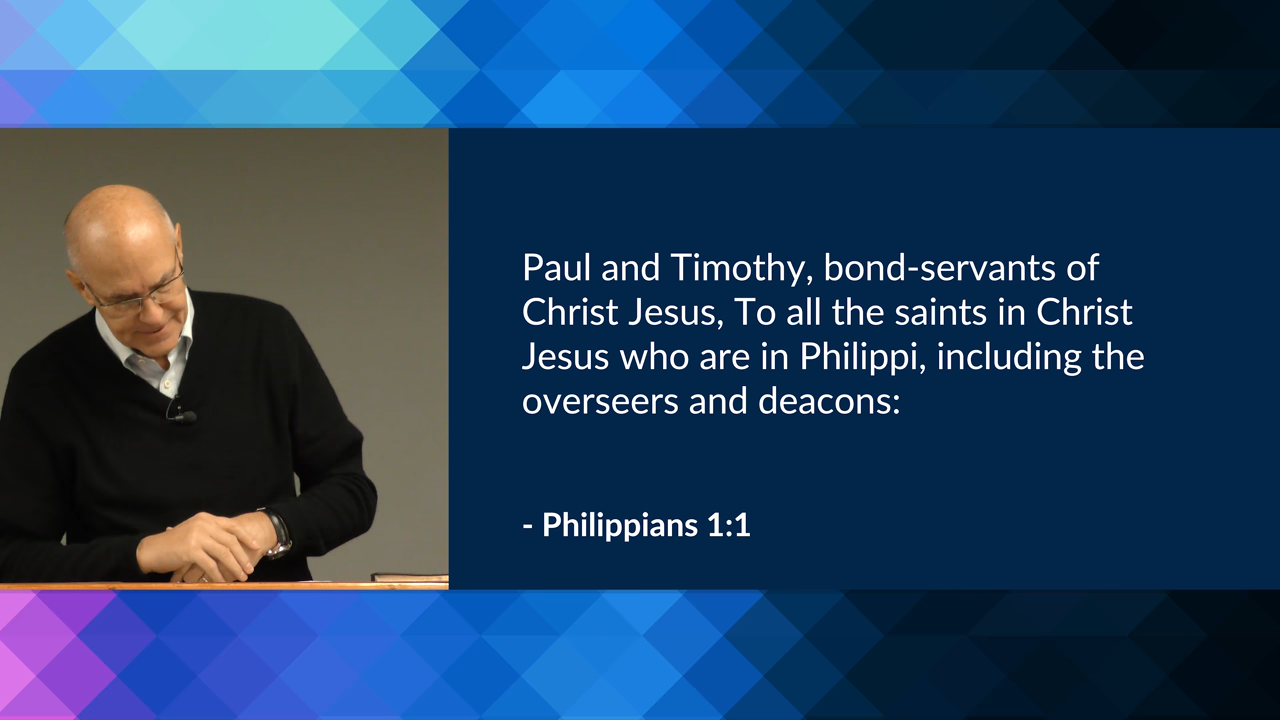 Paul and Timothy, bond-servants of
Christ Jesus, To all the saints in Christ
Jesus who are in Philippi, including the
overseers and deacons:
- Philippians 1:1